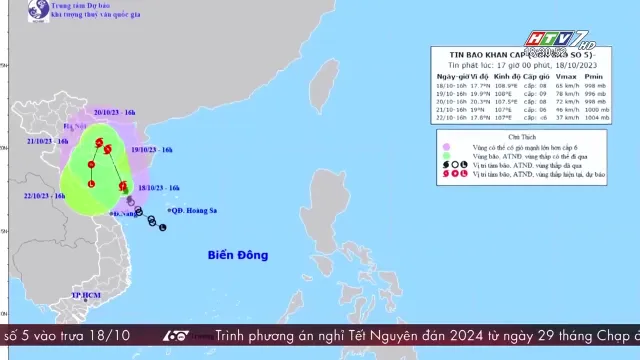 Trung tâm Dự báo
khí tượng thủy văn quốc gia
HTV7 HD
TIN BÃO KHẨN CẤP (CƠN BÃO SỐ 5)
Tin phát lúc: 17 giờ 00 phút, 18/10/2023
Ngày-giờ Vĩ độ Kinh độ Cấp gió Vmax Pmin
18/10-16h 17.7°N 108.9°E cấp: 08 65 km/h 998 mb
19/10-16h 19.9°N 108°E cấp: 09 78 km/h 996 mb
20/10-16h 20.3°N 107.5°E cấp: 08 72 km/h 998 mb
21/10-16h 19°N 107°E cấp: 06 46 km/h 1000 mb
22/10-16h 17.8°N 107°E cấp: <6 37 km/h 1004 mb
Chú Thích
Vùng có thể có gió mạnh lớn hơn cấp 6
Vùng bão, ATNĐ, vùng thấp có thể đi qua
Vị trí tâm bão, ATNĐ, vùng thấp đã qua
Vị trí tâm bão, ATNĐ, vùng thấp hiện tại, dự báo
20/10/23 - 16h
Hà Nội
21/10/23 - 16h
19/10/23 - 16h
18/10/23 - 16h
22/10/23 - 16h
Đ.Nẵng
QĐ. Hoàng Sa
Biển Đông
TP.HCM
số 5 vào trưa 18/10
Trình phương án nghỉ Tết Nguyên đán 2024 từ ngày 29 tháng Chạp